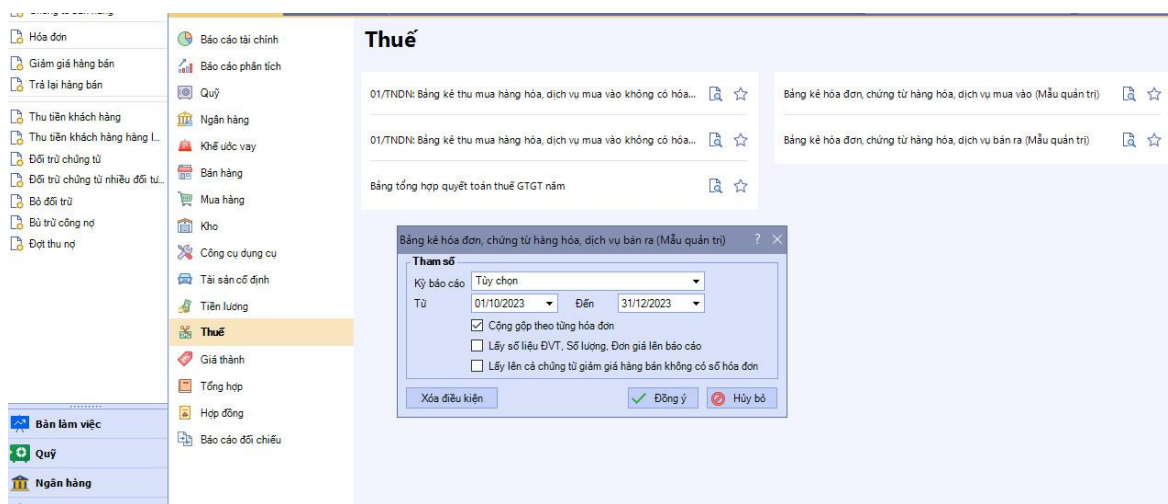 Hóa đơn
Giảm giá hàng bán
Trả lại hàng bán
Thu tiền khách hàng
Thu tiền khách hàng hàng l...
Đối trừ chứng từ
Đối trừ chứng từ nhiều đối tư...
Bỏ đối trừ
Bù trừ công nợ
Đợt thu nợ
Bàn làm việc
Quỹ
Ngân hàng
Báo cáo tài chính
Báo cáo phân tích
Quỹ
Ngân hàng
Khế ước vay
Bán hàng
Mua hàng
Kho
Công cụ dụng cụ
Tài sản cố định
Tiền lương
Thuế
Giá thành
Tổng hợp
Hợp đồng
Báo cáo đối chiếu
Thuế
01/TNDN: Bảng kê thu mua hàng hóa, dịch vụ mua vào không có hóa...
Bảng kê hóa đơn, chứng từ hàng hóa, dịch vụ mua vào (Mẫu quản trị)
01/TNDN: Bảng kê thu mua hàng hóa, dịch vụ mua vào không có hóa...
Bảng kê hóa đơn, chứng từ hàng hóa, dịch vụ bán ra (Mẫu quản trị)
Bảng tổng hợp quyết toán thuế GTGT năm
Bảng kê hóa đơn, chứng từ hàng hóa, dịch vụ bán ra (Mẫu quản trị) ?
Tham số
Kỳ báo cáo Tùy chọn
Từ 01/10/2023 Đến 31/12/2023
Cộng gộp theo từng hóa đơn
Lấy số liệu ĐVT, Số lượng, Đơn giá lên báo cáo
Lấy lên cả chứng từ giảm giá hàng bán không có số hóa đơn
Xóa điều kiện Đồng ý Hủy bỏ